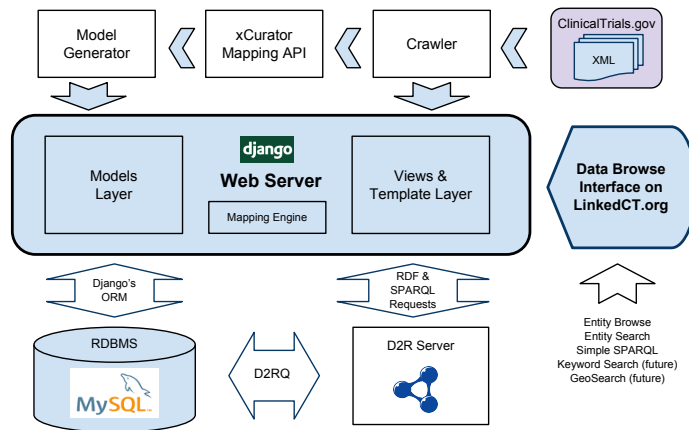 Model
Generator
xCurator
Mapping API
Crawler
ClinicalTrials.gov
XML
django
Web Server
Models
Layer
Mapping Engine
Views &
Template Layer
Data Browse
Interface on
LinkedCT.org
Django's
ORM
RDF &
SPARQL
Requests
RDBMS
MySQL™
D2RQ
D2R Server
Entity Browse
Entity Search
Simple SPARQL
Keyword Search (future)
GeoSearch (future)